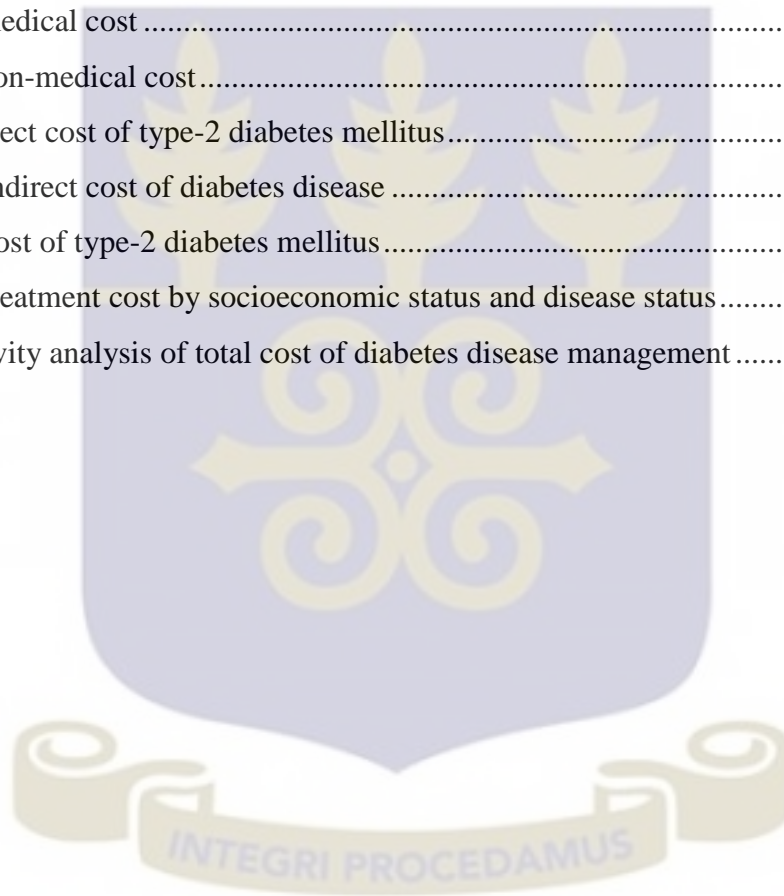 edical cost ........................................................................................
on-medical cost ................................................................................
ect cost of type-2 diabetes mellitus ...............................................
ndirect cost of diabetes disease .......................................................
ost of type-2 diabetes mellitus ........................................................
reatment cost by socioeconomic status and disease status .......
vity analysis of total cost of diabetes disease management ......
INTEGRI PROCEDAMUS